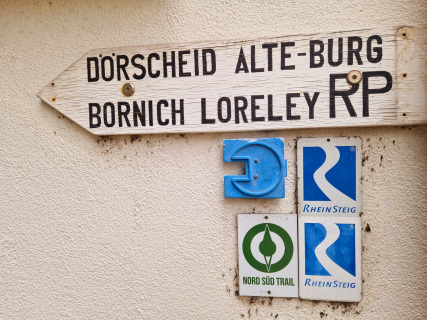 DÖRSCHEID ALTE-BURG
BORNICH LORELEY RP
RHEINSTEIG
NORD SÜD TRAIL
RHEINSTEIG